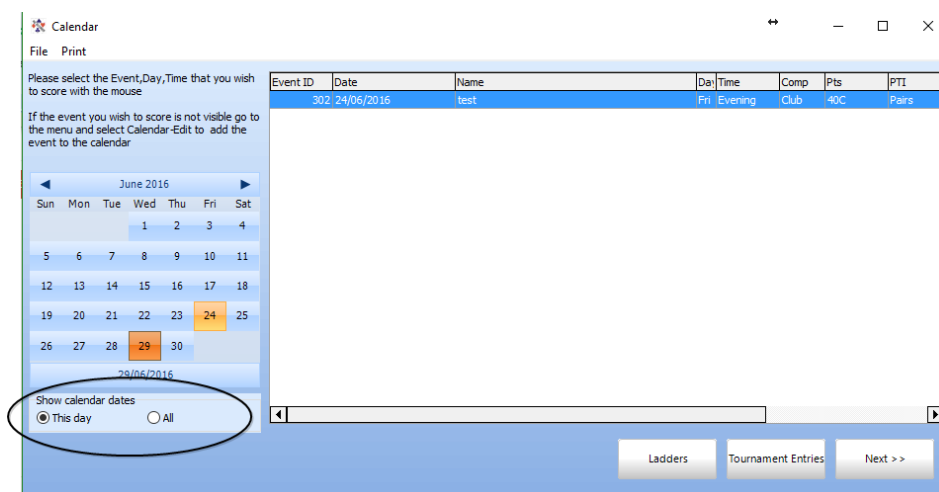 Calendar
File Print
Please select the Event,Day,Time that you wish
to score with the mouse
If the event you wish to score is not visible go to
the menu and select Calendar-Edit to add the
event to the calendar
June 2016
Sun Mon Tue Wed Thu Fri Sat
1 2 3 4
5 6 7 8 9 10 11
12 13 14 15 16 17 18
19 20 21 22 23 24 25
26 27 28 29 30
29/06/2016
Show calendar dates
This day All
Event ID Date Name Day Time Comp Pts PTI
302 24/06/2016 test Fri Evening Club 40C Pairs
Ladders Tournament Entries Next >>